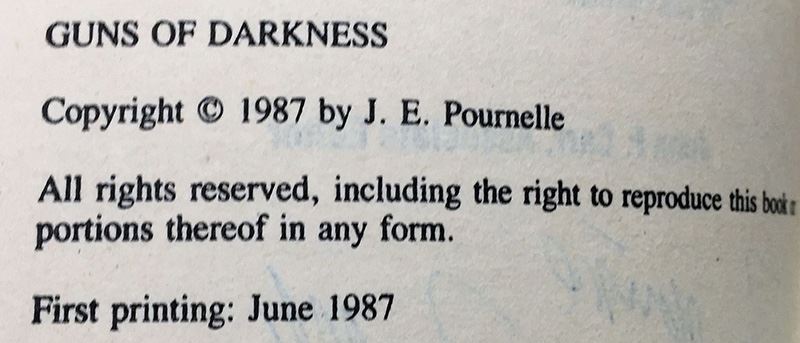 GUNS OF DARKNESS
Copyright © 1987 by J. E. Pournelle
All rights reserved, including the right to reproduce this book or
portions thereof in any form.
First printing: June 1987